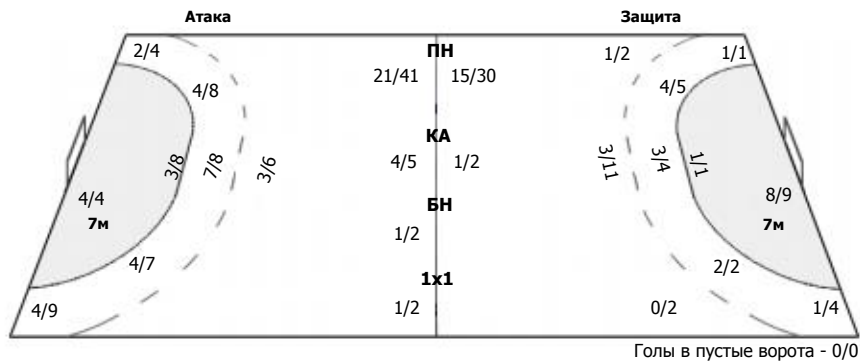 Атака Защита
2/4 ПН 1/2 1/1
21/41 15/30
4/8 4/5
КА
3/8 7/8 3/6 4/5 1/2 3/11 3/4 1/1
4/4 БН 8/9
7м 7м
1/2
4/7 2/2
1х1
4/9 1/2 0/2 1/4
Голы в пустые ворота - 0/0